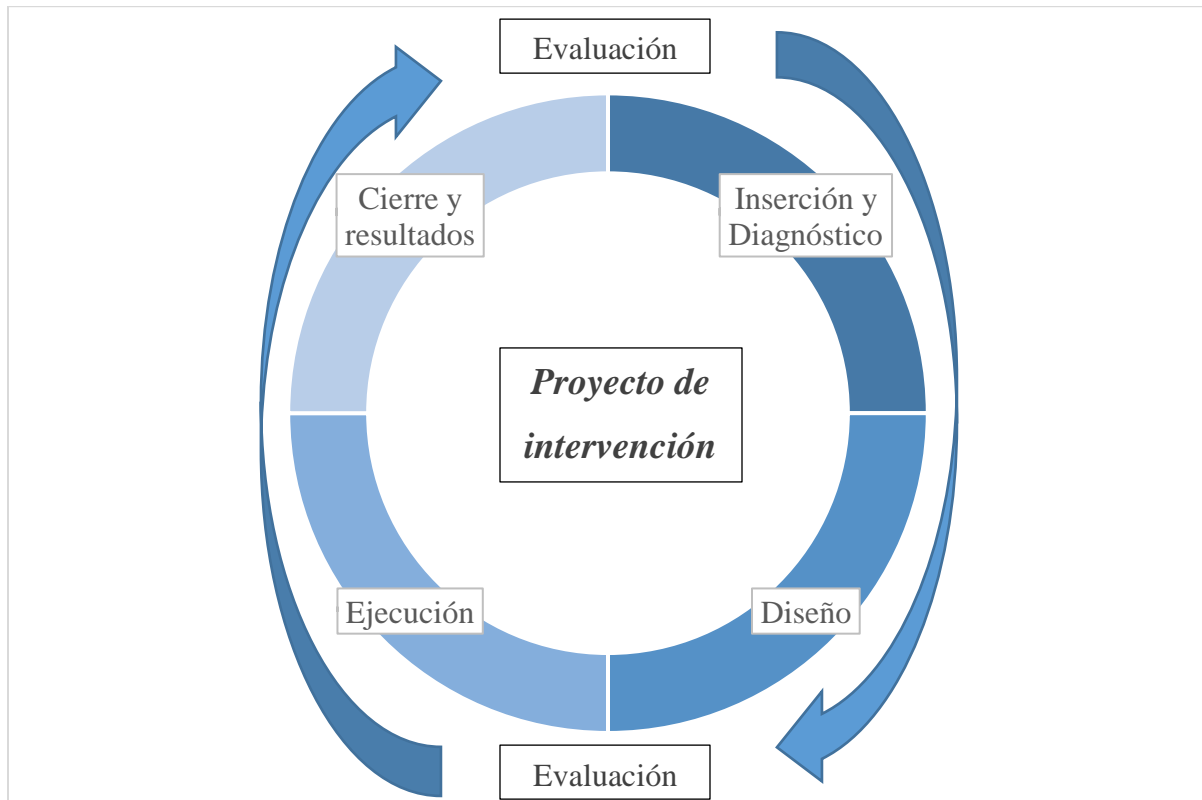 Evaluación
Cierre y
resultados
Inserción y
Diagnóstico
Proyecto de
intervención
Ejecución
Diseño
Evaluación